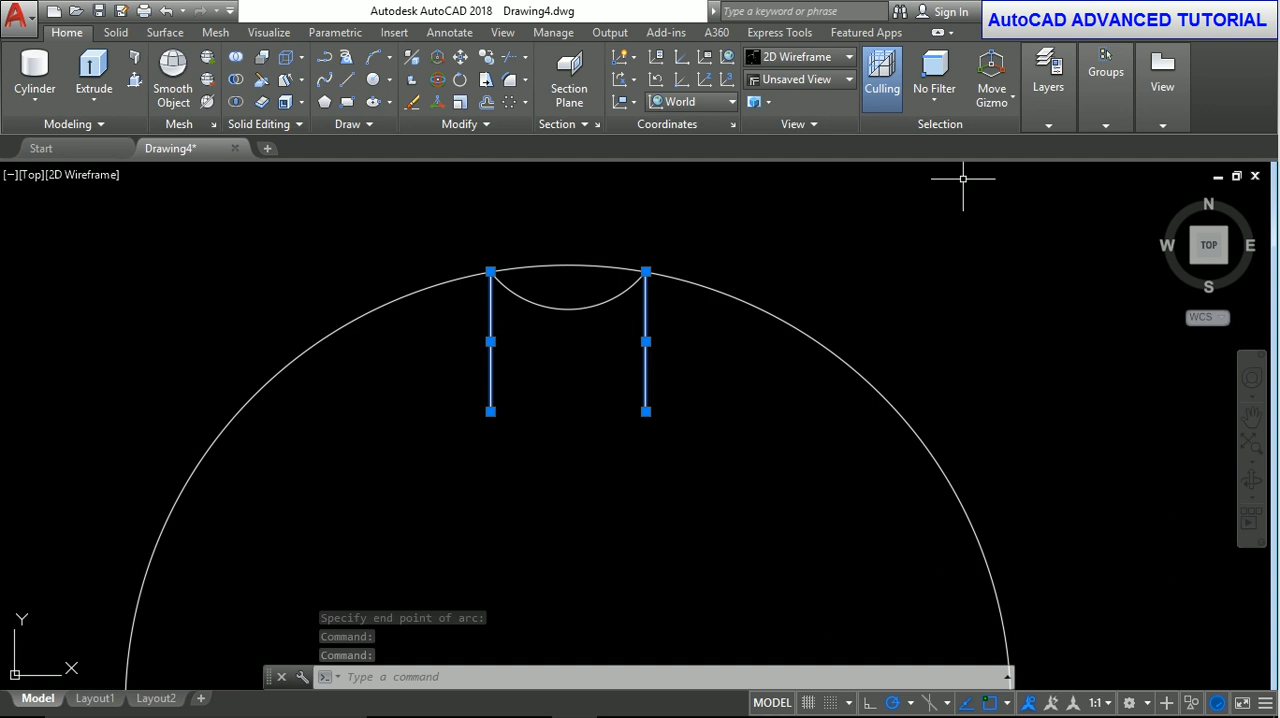 Autodesk AutoCAD 2018 Drawing4.dwg
Type a keyword or phrase
Sign In
AutoCAD ADVANCED TUTORIAL
Home Solid Surface Mesh Visualize Parametric Insert Annotate View Manage Output Add-ins A360 Express Tools Featured Apps
2D Wireframe
Unsaved View
World
Cylinder Extrude
Smooth
Object
Section
Plane
Culling No Filter
Move
Gizmo
Layers Groups View
Modeling Mesh Solid Editing Draw Modify Section Coordinates View Selection
Start Drawing4*
[−][Top][2D Wireframe]
N
W TOP E
S
WCS
Y
X
Specify end point of arc:
Command:
Command:
Type a command
Model Layout1 Layout2
MODEL 1:1